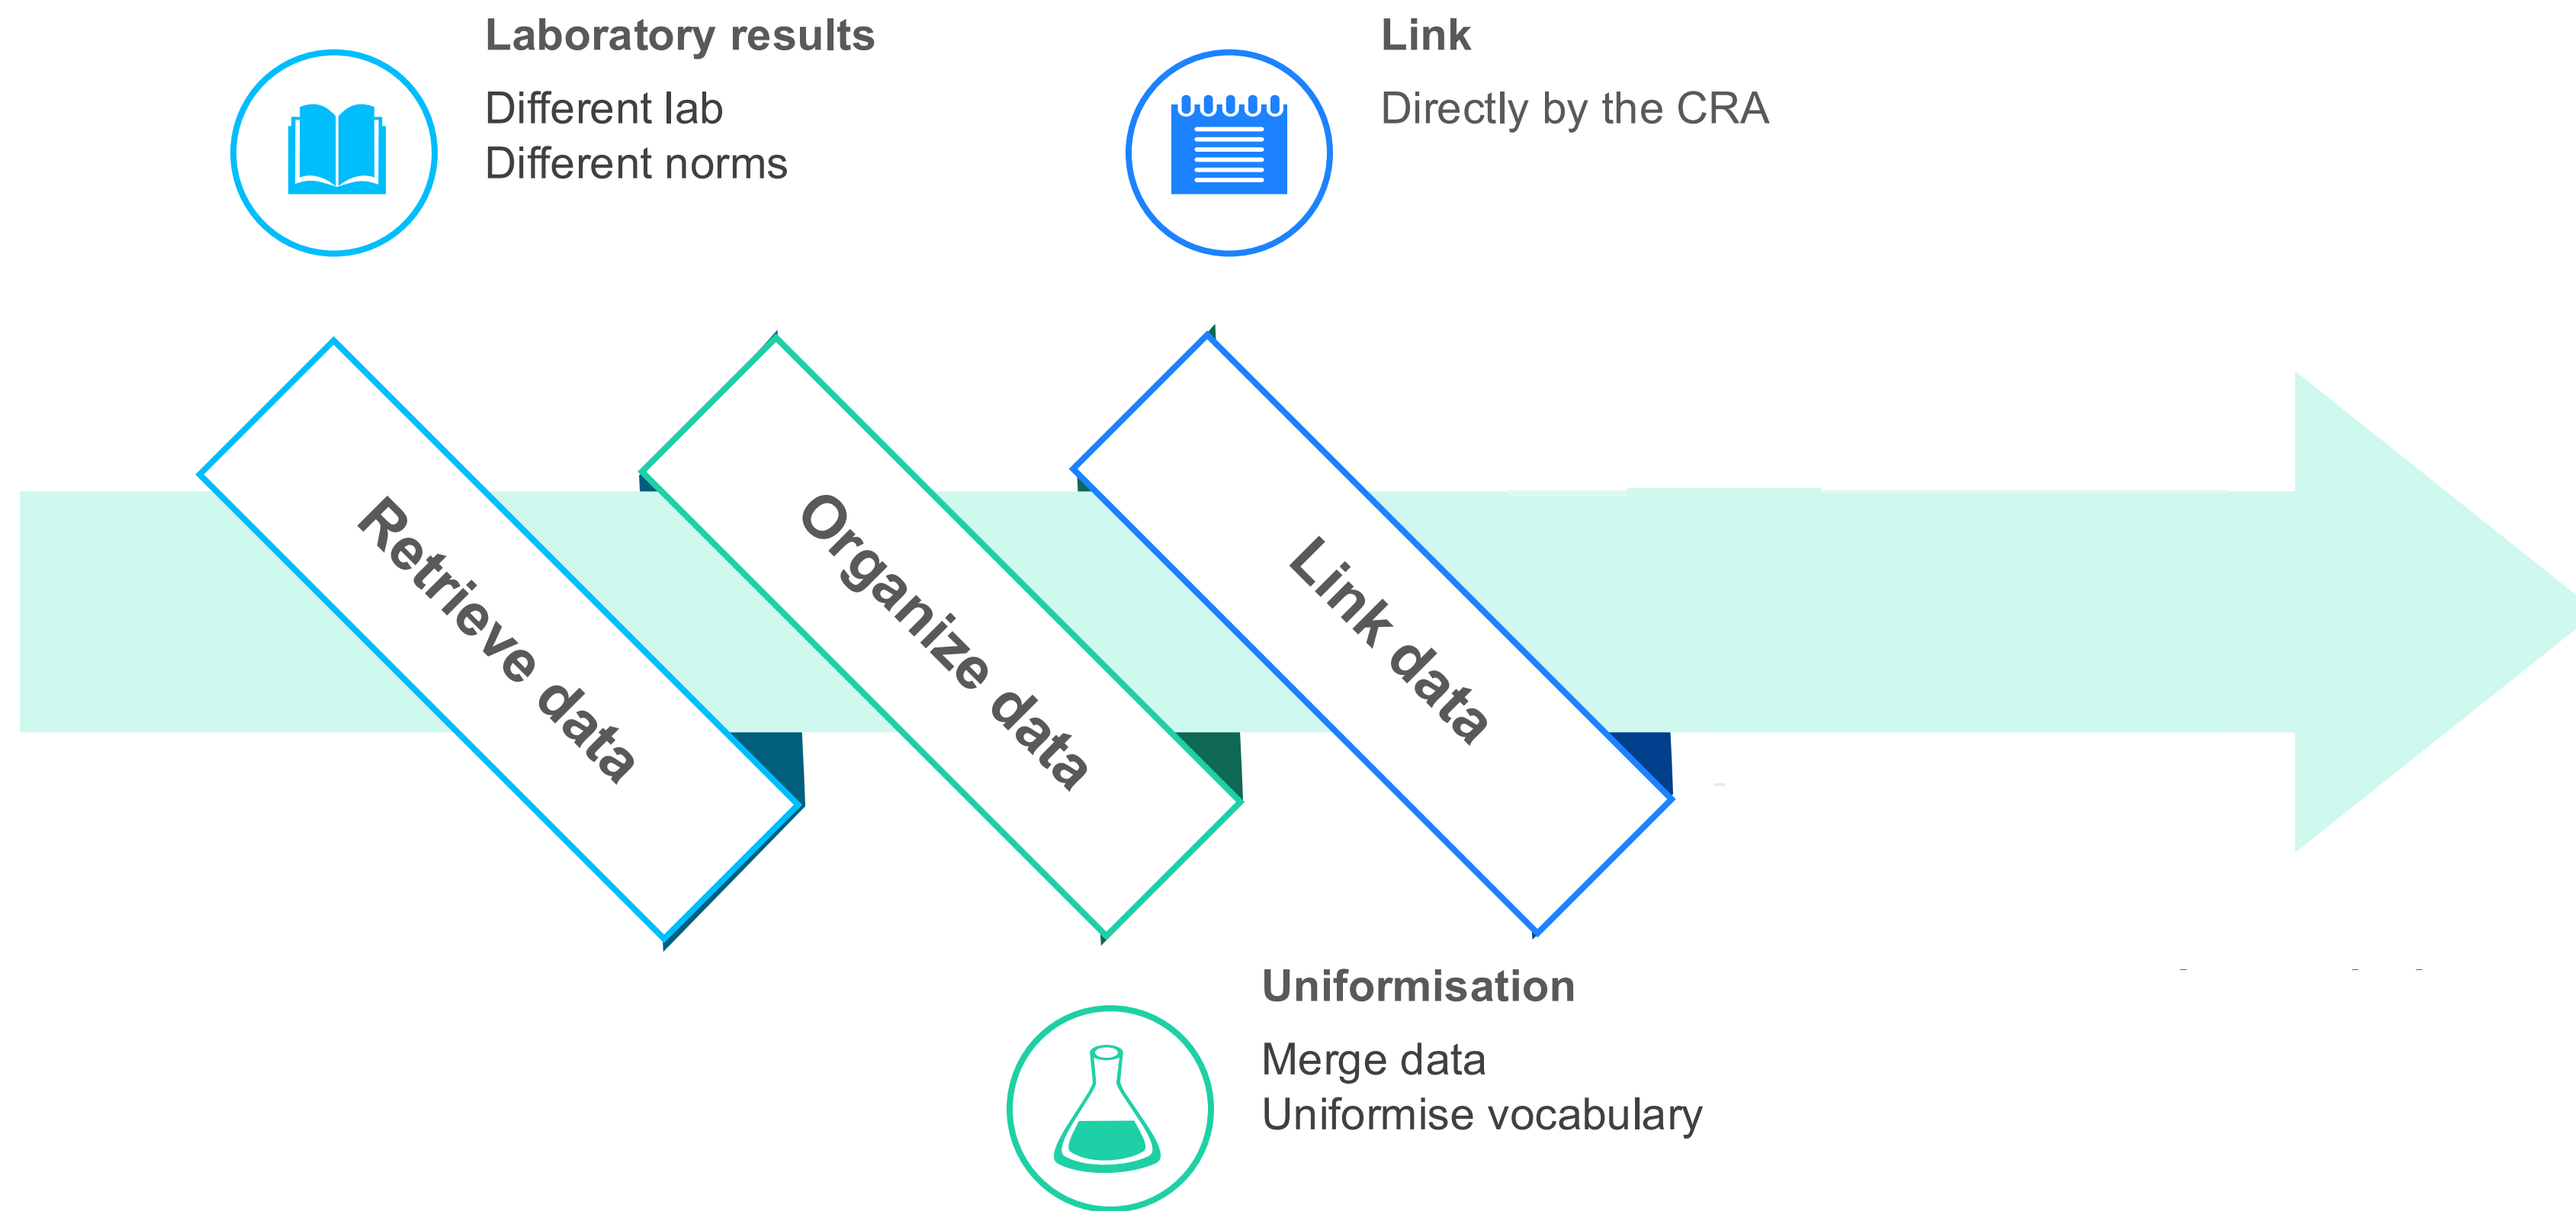 Laboratory results
Different lab
Different norms
Link
Directly by the CRA
Retrieve data
Organize data
Link data
Uniformisation
Merge data
Uniformise vocabulary